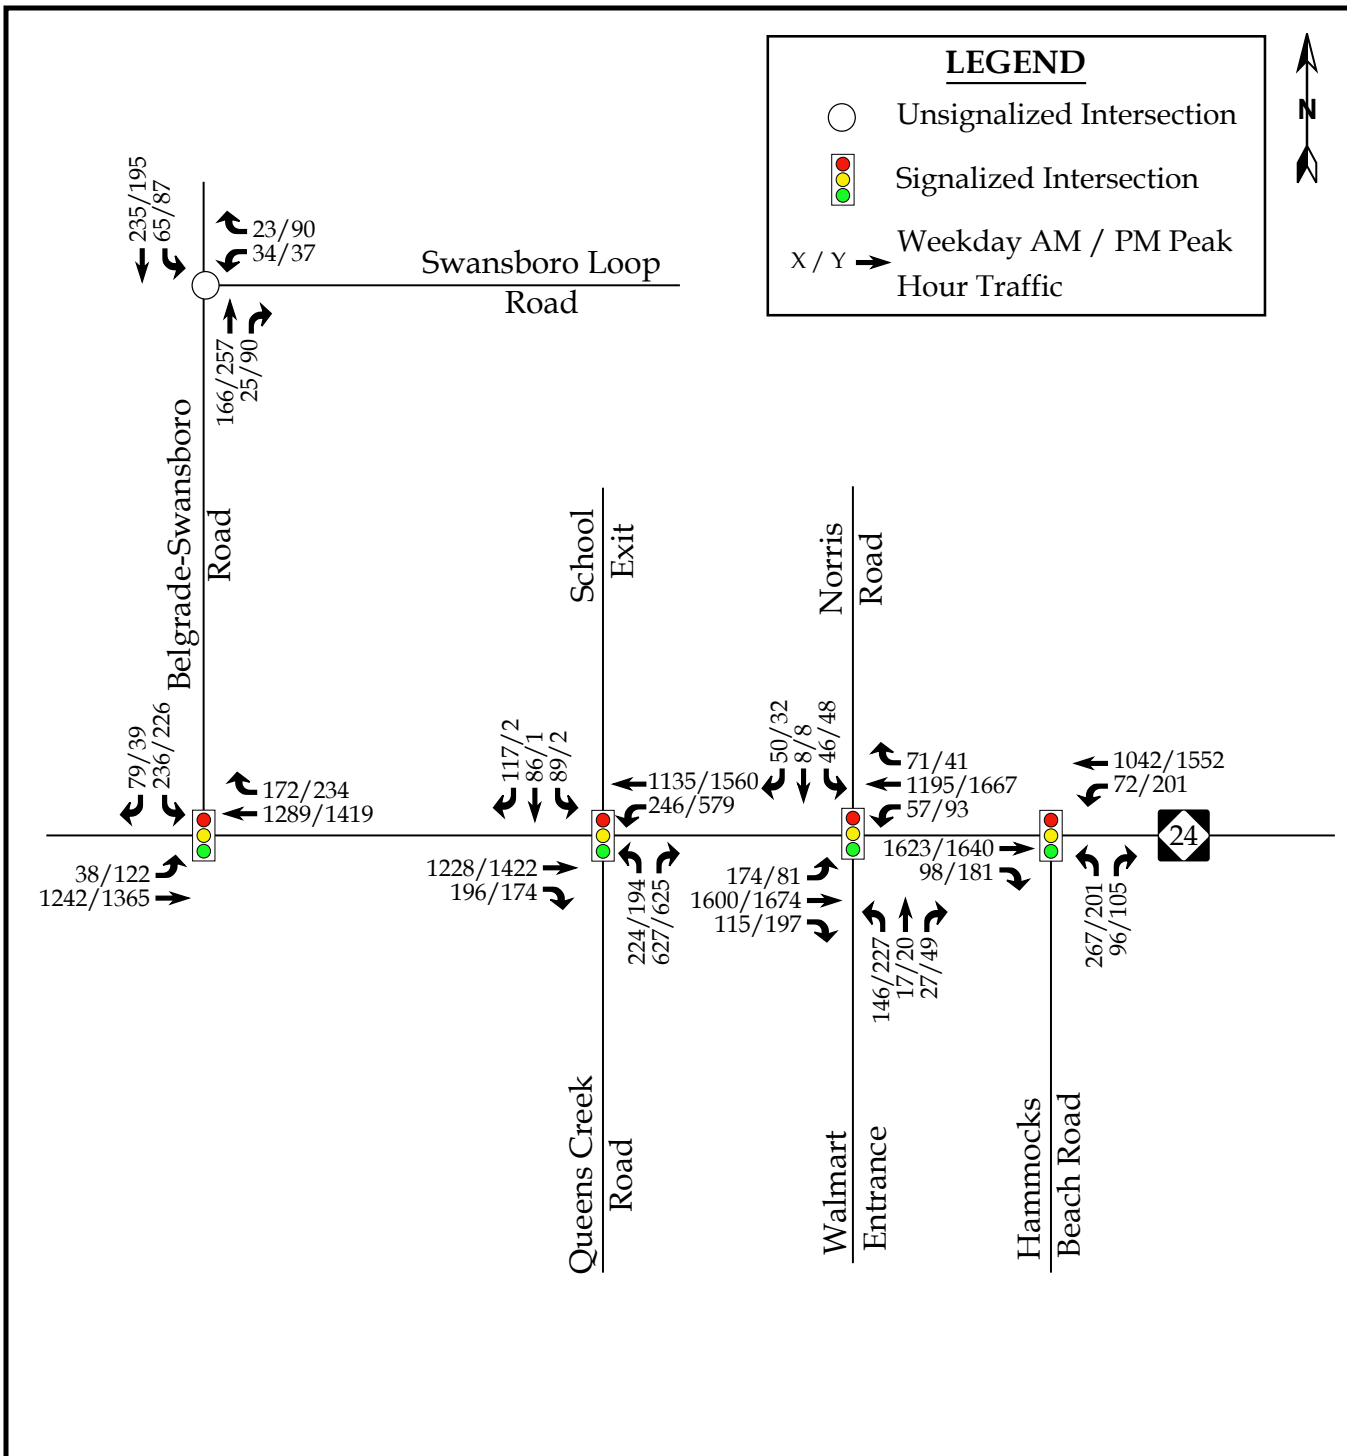 LEGEND
Unsignalized Intersection
Signalized Intersection
X / Y
Weekday AM / PM Peak
Hour Traffic
N
235/195
65/87
23/90
34/37
Swansboro Loop
Road
166/257
25/90
Belgrade-Swansboro
Road
School
Exit
Norris
Road
79/39
236/226
172/234
1289/1419
38/122
1242/1365
117/2
86/1
89/2
1135/1560
246/579
1228/1422
196/174
224/194
627/625
50/32
8/8
46/48
71/41
1195/1667
57/93
174/81
1600/1674
115/197
146/227
17/20
27/49
1042/1552
72/201
1623/1640
98/181
267/201
96/105
24
Queens Creek
Road
Walmart
Entrance
Hammocks
Beach Road